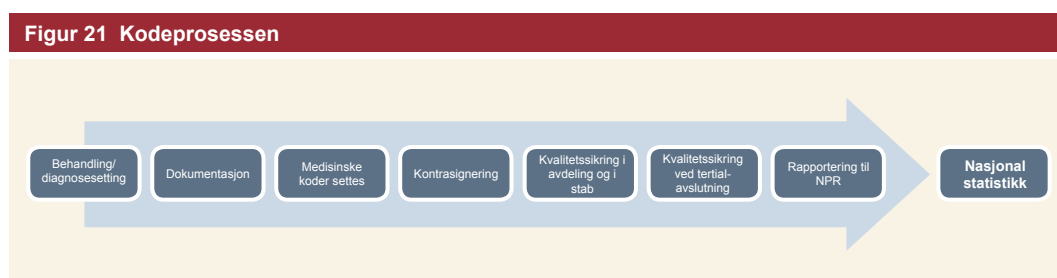 Figur 21 Kodeprosessen
Behandling/
diagnosesetting
Dokumentasjon
Medisinske
koder settes
Kontrasignering
Kvalitetssikring i
avdeling og i
stab
Kvalitetssikring
ved tertial-
avslutning
Rapportering til
NPR
Nasjonal
statistikk